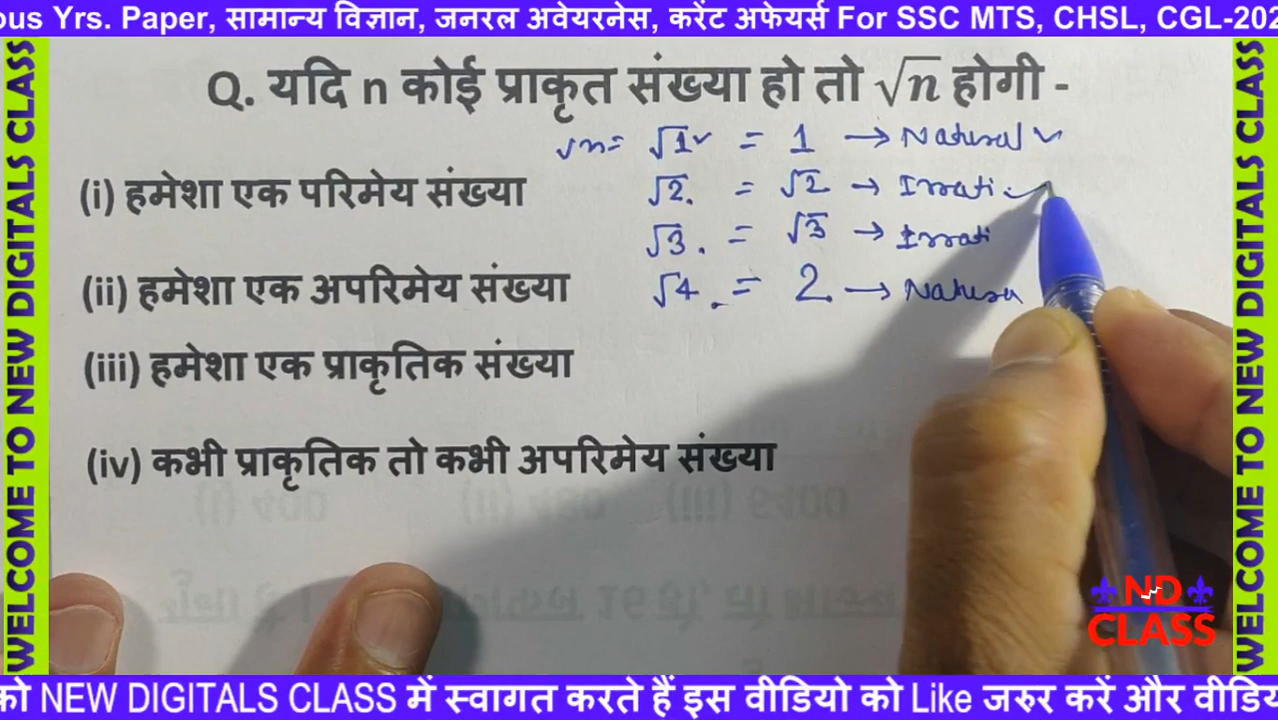 ous Yrs. Paper, सामान्य विज्ञान, जनरल अवेयरनेस, करेंट अफेयर्स For SSC MTS, CHSL, CGL-202
WELCOME TO NEW DIGITALS CLASS
Q. यदि n कोई प्राकृत संख्या हो तो √n होगी -
√n = √1 = 1 → Natural
(i) हमेशा एक परिमेय संख्या
√2. = √2 → Irrati
√3. = √3 → Irrati
(ii) हमेशा एक अपरिमेय संख्या
√4. = 2 → Natura
(iii) हमेशा एक प्राकृतिक संख्या
(iv) कभी प्राकृतिक तो कभी अपरिमेय संख्या
ND
CLASS
WELCOME TO NEW DIGITALS CLASS
को NEW DIGITALS CLASS में स्वागत करते हैं इस वीडियो को Like जरुर करें और वीडिय